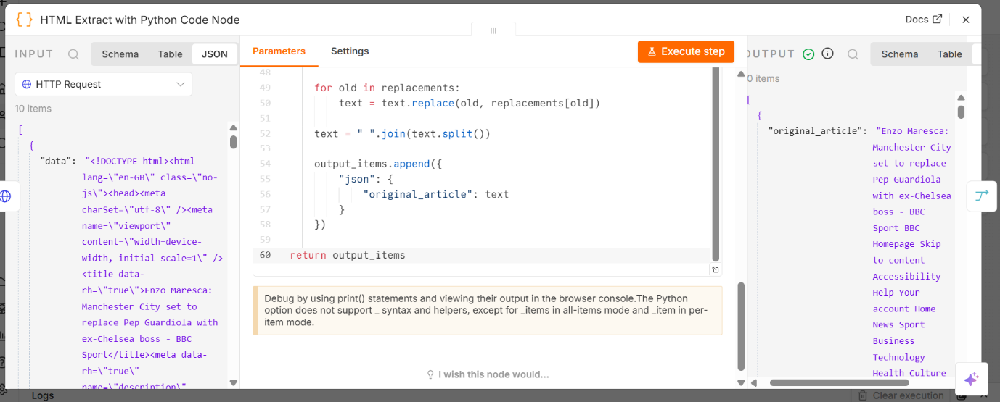 HTML Extract with Python Code Node
Docs
INPUT
Schema
Table
JSON
HTTP Request
10 items
[
{
"data": "<!DOCTYPE html><html
lang=\"en-GB\" class=\"no-
js\"><head><meta
charSet=\"utf-8\" /><meta
name=\"viewport\"
content=\"width=device-
width, initial-scale=1\" />
<title data-
rh=\"true\">Enzo Maresca:
Manchester City set to
replace Pep Guardiola with
ex-Chelsea boss - BBC
Sport</title><meta data-
rh=\"true\"
name=\"description\"
Parameters
Settings
Execute step
48
49 for old in replacements:
50 text = text.replace(old, replacements[old])
51
52 text = " ".join(text.split())
53
54 output_items.append({
55 "json": {
56 "original_article": text
57 }
58 })
59
60 return output_items
Debug by using print() statements and viewing their output in the browser console.The Python
option does not support _ syntax and helpers, except for _items in all-items mode and _item in per-
item mode.
I wish this node would...
OUTPUT
Schema
Table
0 items
[
{
"original_article": "Enzo Maresca:
Manchester City
set to replace
Pep Guardiola
with ex-Chelsea
boss - BBC
Sport BBC
Homepage Skip
to content
Accessibility
Help Your
account Home
News Sport
Business
Technology
Health Culture
Logs
Clear execution